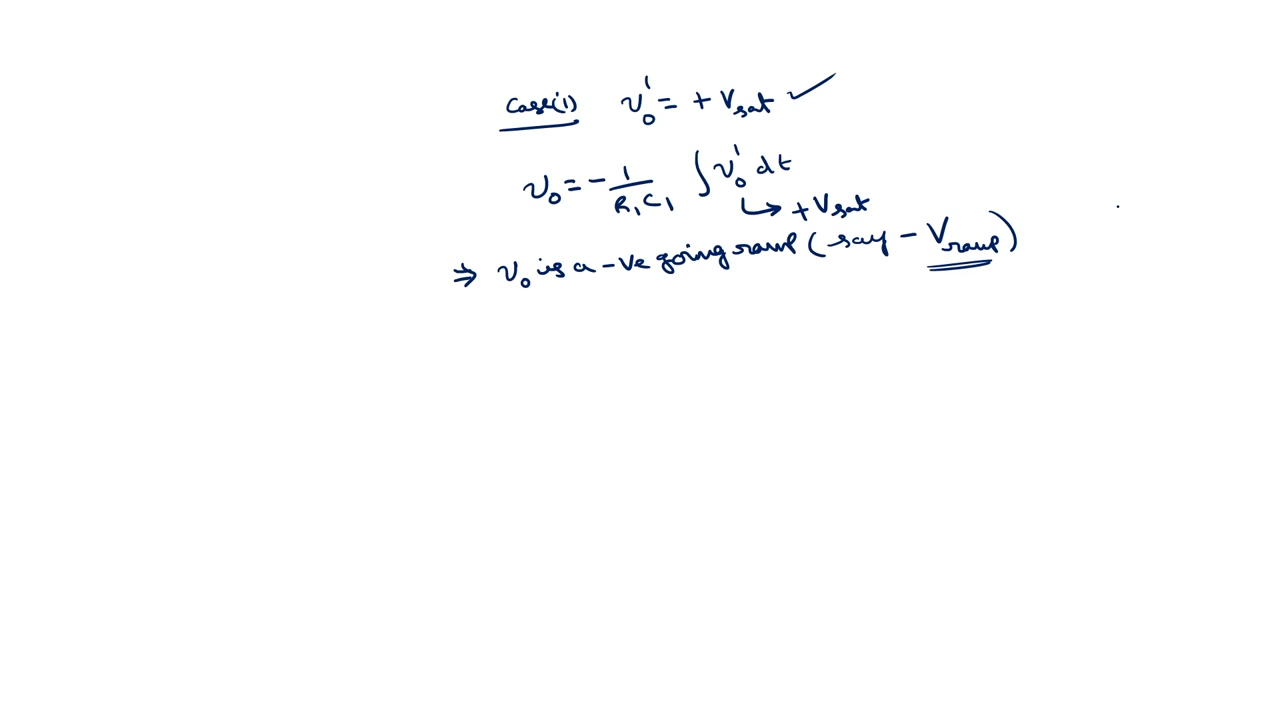 Case(1) v₀' = + Vsat ✓
v₀ = - 1/R₁C₁ ∫ v₀' dt
↳ + Vsat
⇒ v₀ is a -ve going ramp (say - Vramp)